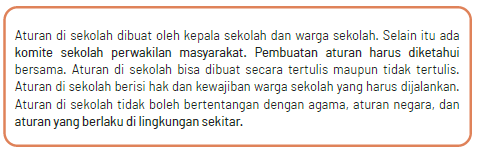 Aturan di sekolah dibuat oleh kepala sekolah dan warga sekolah. Selain itu ada
komite sekolah perwakilan masyarakat. Pembuatan aturan harus diketahui
bersama. Aturan di sekolah bisa dibuat secara tertulis maupun tidak tertulis.
Aturan di sekolah berisi hak dan kewajiban warga sekolah yang harus dijalankan.
Aturan di sekolah tidak boleh bertentangan dengan agama, aturan negara, dan
aturan yang berlaku di lingkungan sekitar.